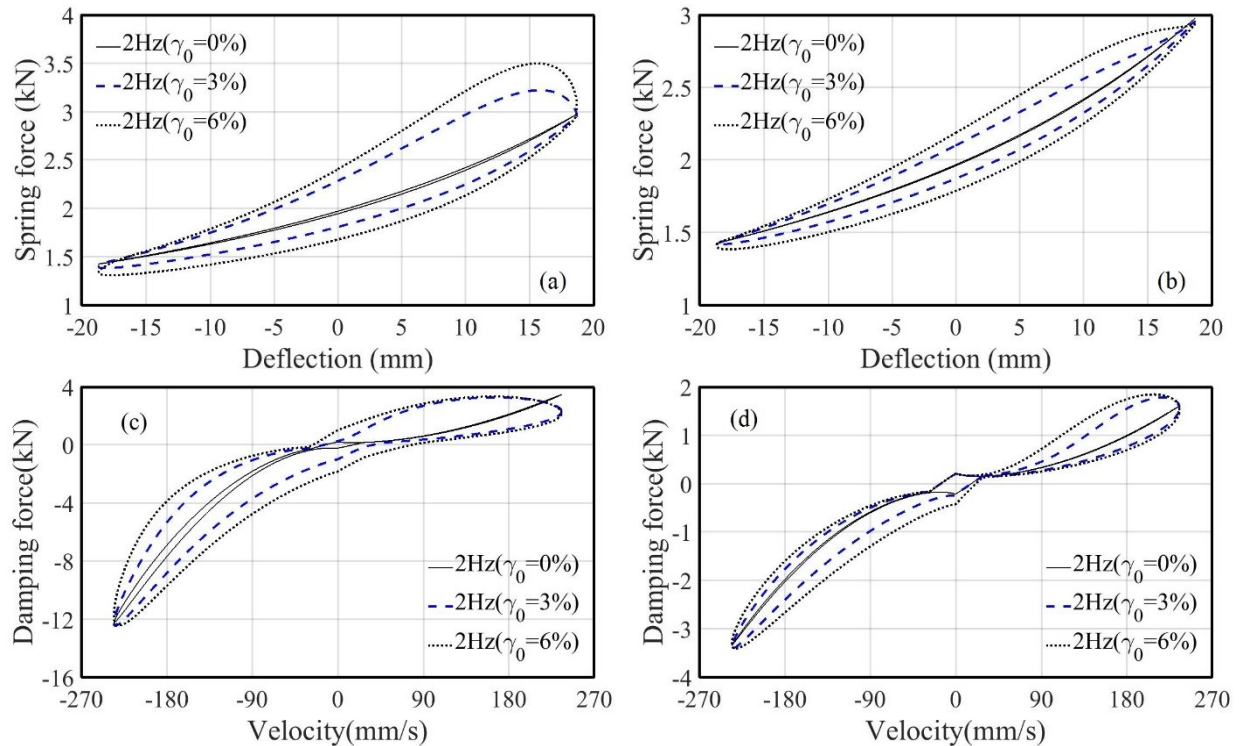 4
3.5
3
2.5
2
1.5
1
2Hz(γ0=0%)
2Hz(γ0=3%)
2Hz(γ0=6%)
(a)
-20 -15 -10 -5 0 5 10 15 20
Deflection (mm)
Spring force (kN)
3
2.5
2
1.5
1
2Hz(γ0=0%)
2Hz(γ0=3%)
2Hz(γ0=6%)
(b)
-20 -15 -10 -5 0 5 10 15 20
Deflection (mm)
Spring force (kN)
4
0
-4
-8
-12
-16
(c)
2Hz(γ0=0%)
2Hz(γ0=3%)
2Hz(γ0=6%)
-270 -180 -90 0 90 180 270
Velocity(mm/s)
Damping force(kN)
2
1
0
-1
-2
-3
-4
(d)
2Hz(γ0=0%)
2Hz(γ0=3%)
2Hz(γ0=6%)
-270 -180 -90 0 90 180 270
Velocity(mm/s)
Damping force(kN)